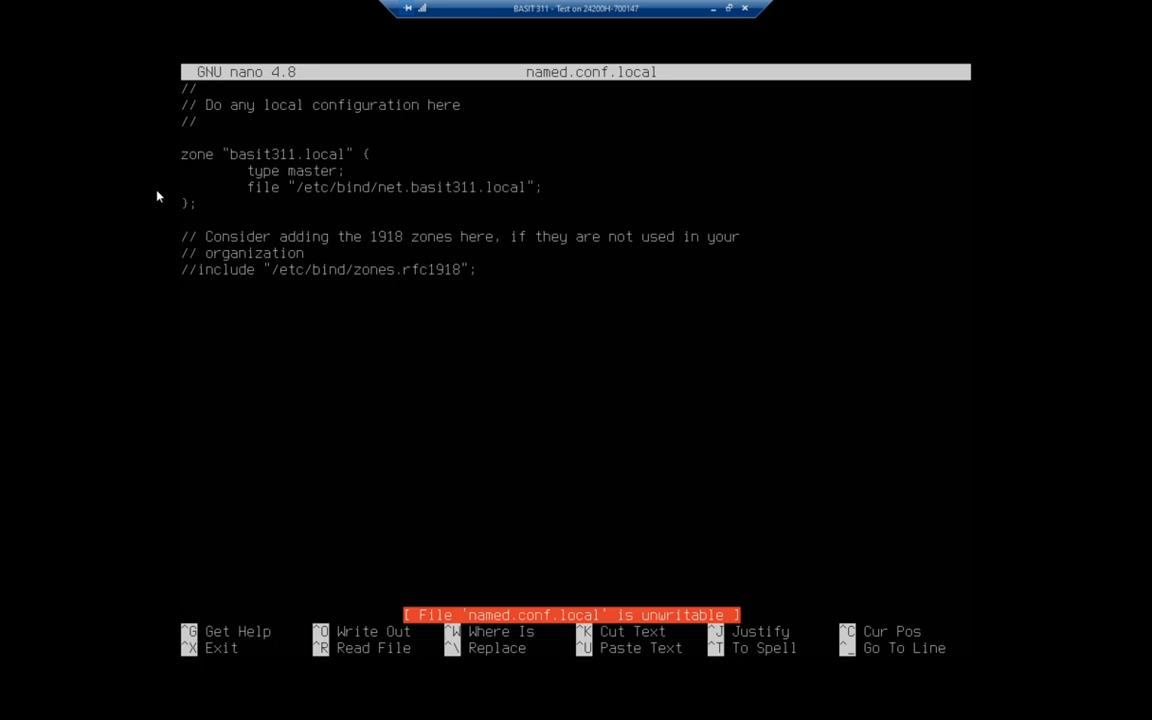 BASIT 311 - Test on 24200H-700147
GNU nano 4.8 named.conf.local
//
// Do any local configuration here
//
zone "basit311.local" {
type master;
file "/etc/bind/net.basit311.local";
};
// Consider adding the 1918 zones here, if they are not used in your
// organization
//include "/etc/bind/zones.rfc1918";
[ File 'named.conf.local' is unwritable ]
^G Get Help ^O Write Out ^W Where Is ^K Cut Text ^J Justify ^C Cur Pos
^X Exit ^R Read File ^\ Replace ^U Paste Text ^T To Spell ^_ Go To Line